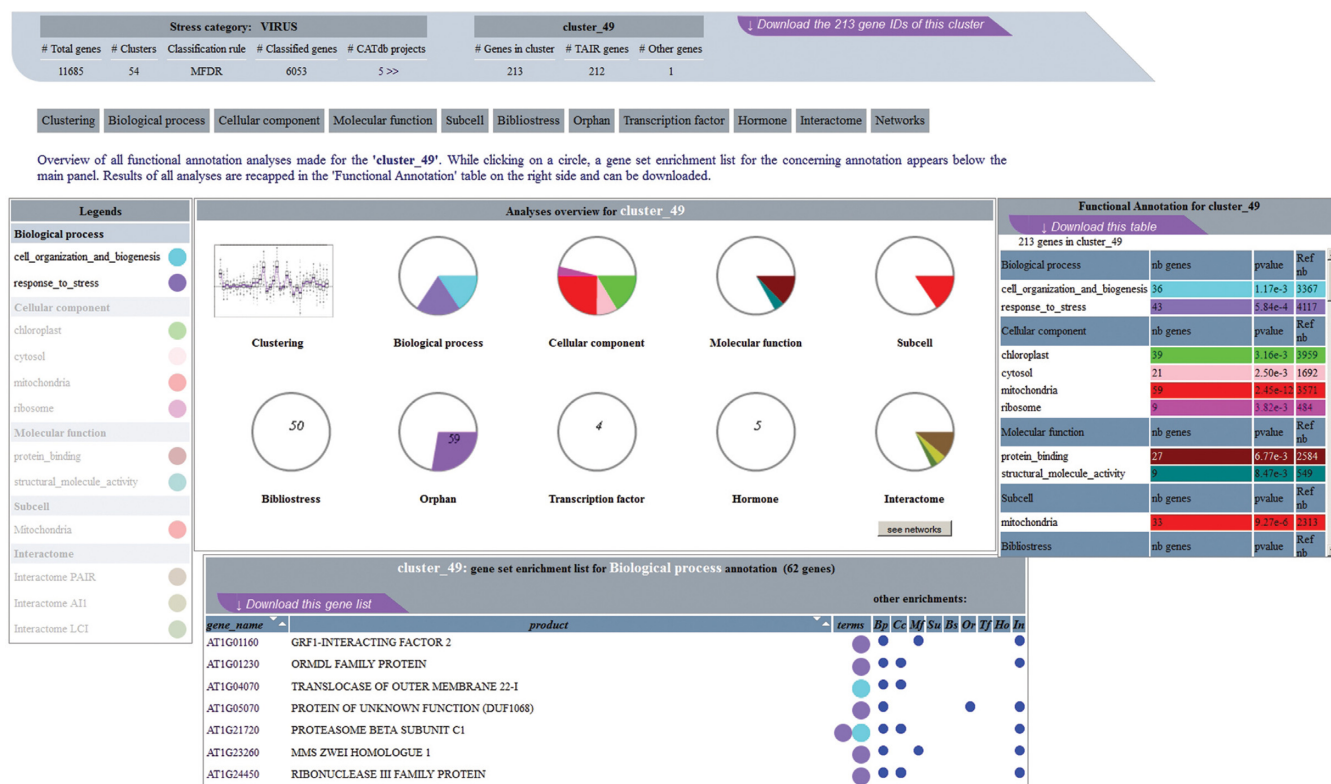 Stress category: VIRUS
# Total genes # Clusters Classification rule # Classified genes # CATdb projects
11685 54 MFDR 6053 5 >>
cluster_49
# Genes in cluster # TAIR genes # Other genes
213 212 1
↓ Download the 213 gene IDs of this cluster
Clustering Biological process Cellular component Molecular function Subcell Bibliostress Orphan Transcription factor Hormone Interactome Networks
Overview of all functional annotation analyses made for the 'cluster_49'. While clicking on a circle, a gene set enrichment list for the concerning annotation appears below the
main panel. Results of all analyses are recapped in the 'Functional Annotation' table on the right side and can be downloaded.
Legends
Biological process
cell_organization_and_biogenesis
response_to_stress
Cellular component
chloroplast
cytosol
mitochondria
ribosome
Molecular function
protein_binding
structural_molecule_activity
Subcell
Mitochondria
Interactome
Interactome PAIR
Interactome AI1
Interactome LCI
Analyses overview for cluster_49
Clustering Biological process Cellular component Molecular function Subcell
50 59 4 5
Bibliostress Orphan Transcription factor Hormone Interactome
see networks
Functional Annotation for cluster_49
↓ Download this table
213 genes in cluster_49
Biological process nb genes pvalue Ref nb
cell_organization_and_biogenesis 36 1.17e-3 3367
response_to_stress 43 5.84e-4 4117
Cellular component nb genes pvalue Ref nb
chloroplast 39 3.16e-3 3959
cytosol 21 2.50e-3 1692
mitochondria 59 2.45e-12 3571
ribosome 9 3.82e-3 484
Molecular function nb genes pvalue Ref nb
protein_binding 27 6.77e-3 2584
structural_molecule_activity 9 8.47e-3 549
Subcell nb genes pvalue Ref nb
mitochondria 33 9.27e-6 2313
Bibliostress nb genes pvalue Ref nb
cluster_49: gene set enrichment list for Biological process annotation (62 genes)
↓ Download this gene list
other enrichments:
gene_name product terms Bp Cc Mf Su Bs Or Tf Ho In
AT1G01160 GRF1-INTERACTING FACTOR 2
AT1G01230 ORMDL FAMILY PROTEIN
AT1G04070 TRANSLOCASE OF OUTER MEMBRANE 22-I
AT1G05070 PROTEIN OF UNKNOWN FUNCTION (DUF1068)
AT1G21720 PROTEASOME BETA SUBUNIT C1
AT1G23260 MMS ZWEI HOMOLOGUE 1
AT1G24450 RIBONUCLEASE III FAMILY PROTEIN